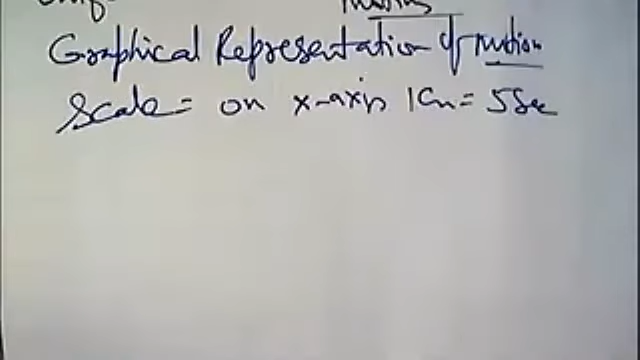 Graphical Representation of Motion
Scale = on x-axis 1Cm = 5Sec